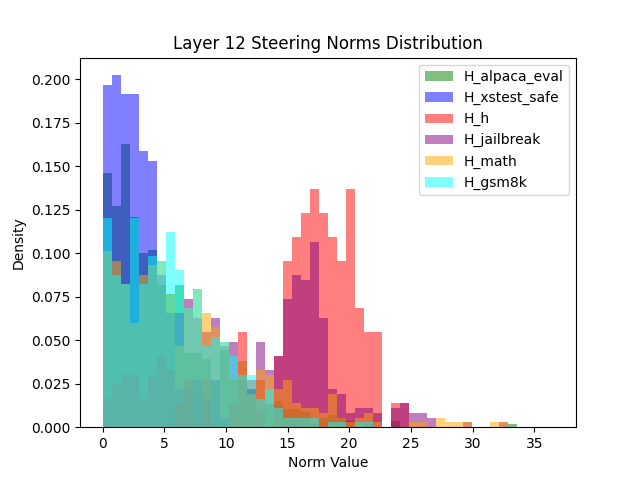 Layer 12 Steering Norms Distribution
H_alpaca_eval
H_xstest_safe
H_h
H_jailbreak
H_math
H_gsm8k
Density
0.200
0.175
0.150
0.125
0.100
0.075
0.050
0.025
0.000
0 5 10 15 20 25 30 35
Norm Value